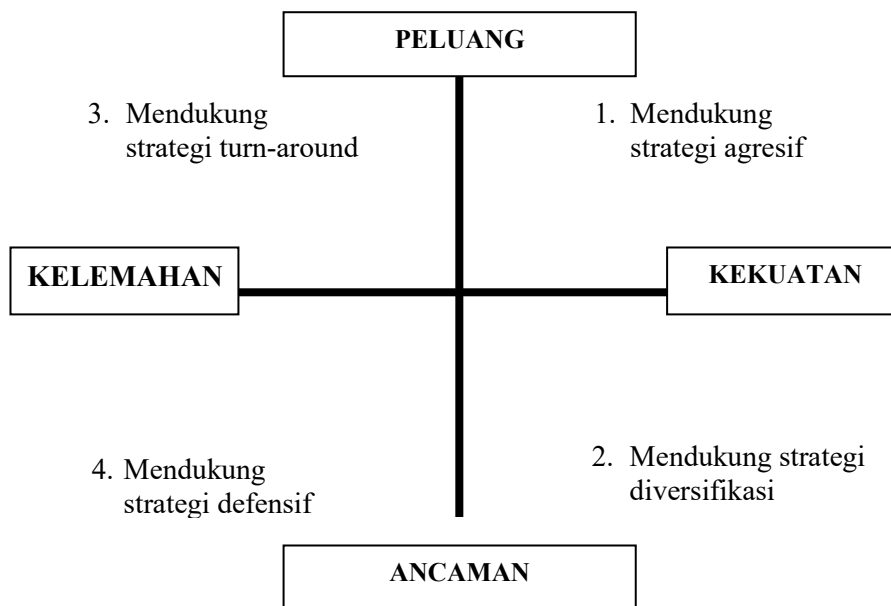 PELUANG
3. Mendukung
strategi turn-around
1. Mendukung
strategi agresif
KELEMAHAN
KEKUATAN
4. Mendukung
strategi defensif
2. Mendukung strategi
diversifikasi
ANCAMAN